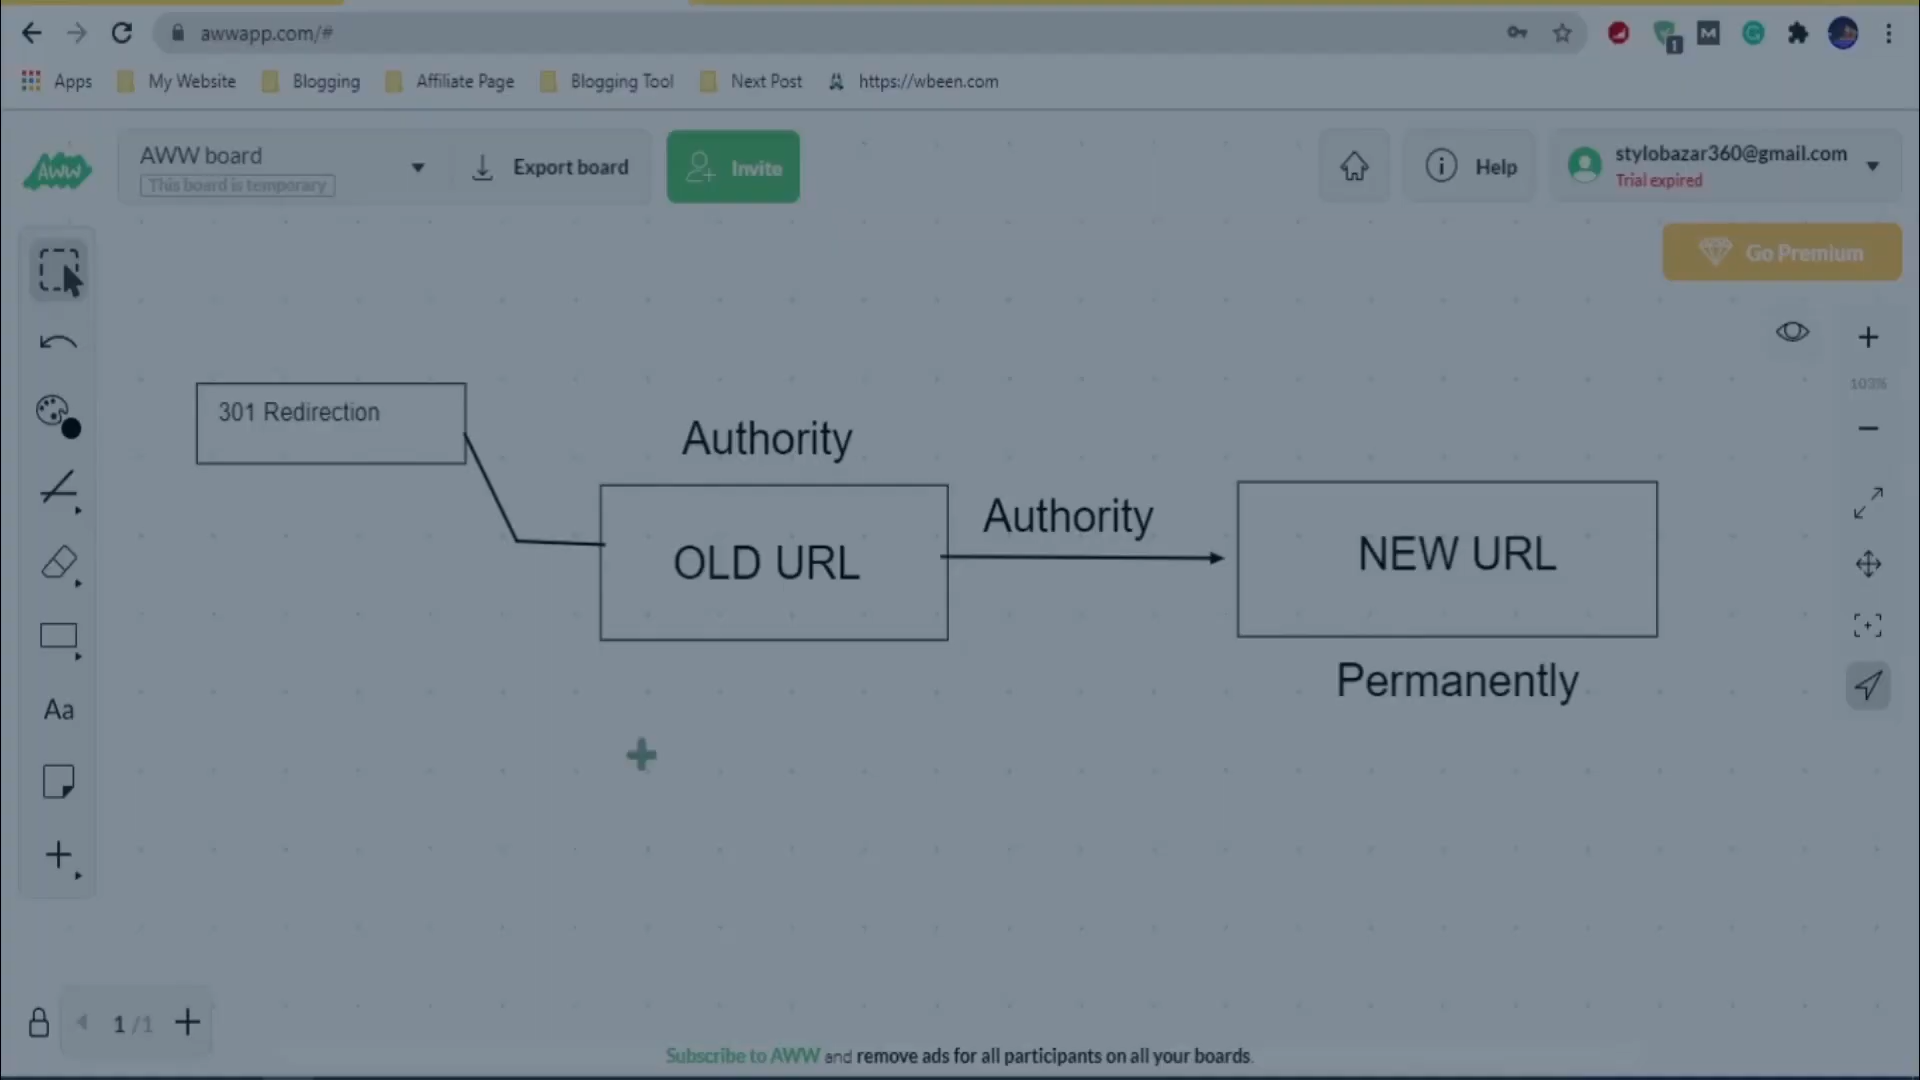 awwapp.com/#
Apps My Website Blogging Affiliate Page Blogging Tool Next Post https://wbeen.com
1
M
AWW
AWW board
This board is temporary
Export board
Invite
Help
stylobazar360@gmail.com
Trial expired
Go Premium
103%
301 Redirection
Authority
OLD URL
Authority
NEW URL
Permanently
Aa
1 /1
Subscribe to AWW and remove ads for all participants on all your boards.